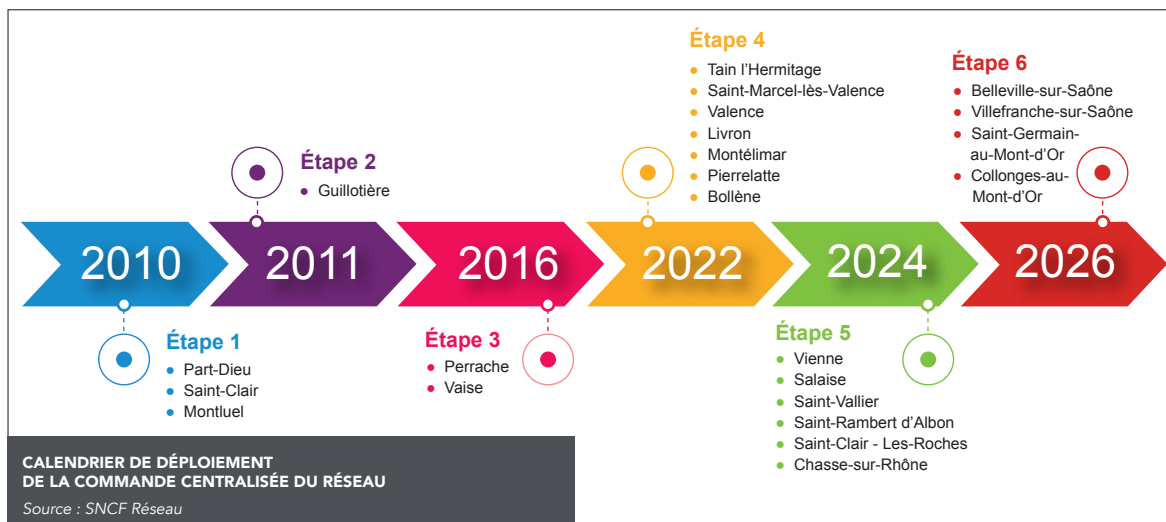 Étape 4
Tain l'Hermitage
Saint-Marcel-lès-Valence
Valence
Livron
Montélimar
Pierrelatte
Bollène
Étape 6
Belleville-sur-Saône
Villefranche-sur-Saône
Saint-Germain-
au-Mont-d'Or
Collonges-au-
Mont-d'Or
Étape 2
Guillotière
2010
2011
2016
2022
2024
2026
Étape 1
Part-Dieu
Saint-Clair
Montluel
Étape 3
Perrache
Vaise
Étape 5
Vienne
Salaise
Saint-Vallier
Saint-Rambert d'Albon
Saint-Clair - Les-Roches
Chasse-sur-Rhône
CALENDRIER DE DÉPLOIEMENT
DE LA COMMANDE CENTRALISÉE DU RÉSEAU
Source : SNCF Réseau